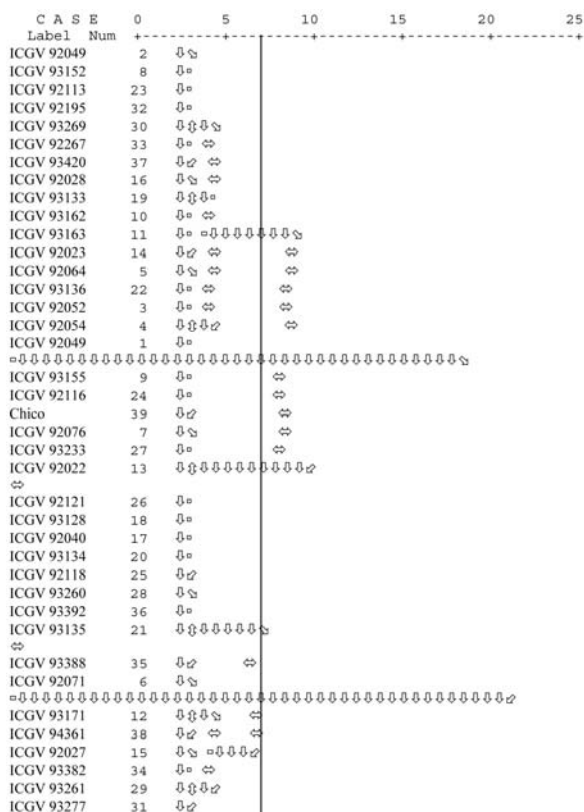 C A S E 0 5 10 15 20 25
Label Num +---------+---------+---------+---------+---------+
ICGV 92049 2 ⇩⇘
ICGV 93152 8 ⇩▫
ICGV 92113 23 ⇩▫
ICGV 92195 32 ⇩▫
ICGV 93269 30 ⇩⇳⇩⇘
ICGV 92267 33 ⇩▫ ⇔
ICGV 93420 37 ⇩⇙ ⇔
ICGV 92028 16 ⇩⇘ ⇔
ICGV 93133 19 ⇩⇳⇩▫
ICGV 93162 10 ⇩▫ ⇔
ICGV 93163 11 ⇩▫ ▫⇩⇩⇩⇩⇩⇩⇘
ICGV 92023 14 ⇩⇙ ⇔ ⇔
ICGV 92064 5 ⇩⇘ ⇔ ⇔
ICGV 93136 22 ⇩▫ ⇔ ⇔
ICGV 92052 3 ⇩▫ ⇔ ⇔
ICGV 92054 4 ⇩⇳⇩⇙ ⇔
ICGV 92049 1 ⇩▫
▫⇩⇩⇩⇩⇩⇩⇩⇩⇩⇩⇩⇩⇩⇩⇩⇩⇩⇩⇩⇩⇩⇩⇩⇩⇩⇩⇩⇩⇩⇩⇩⇩⇩⇩⇘
ICGV 93155 9 ⇩▫ ⇔
ICGV 92116 24 ⇩▫ ⇔
Chico 39 ⇩⇙ ⇔
ICGV 92076 7 ⇩⇘ ⇔
ICGV 93233 27 ⇩▫ ⇔
ICGV 92022 13 ⇩⇳⇩⇩⇩⇩⇩⇩⇩⇩⇙
⇔
ICGV 92121 26 ⇩▫
ICGV 93128 18 ⇩▫
ICGV 92040 17 ⇩▫
ICGV 93134 20 ⇩▫
ICGV 92118 25 ⇩⇙
ICGV 93260 28 ⇩⇘
ICGV 93392 36 ⇩▫
ICGV 93135 21 ⇩⇳⇩⇩⇩⇩⇩⇘
⇔
ICGV 93388 35 ⇩⇙ ⇔
ICGV 92071 6 ⇩⇘
▫⇩⇩⇩⇩⇩⇩⇩⇩⇩⇩⇩⇩⇩⇩⇩⇩⇩⇩⇩⇩⇩⇩⇩⇩⇩⇩⇩⇩⇩⇩⇩⇩⇩⇩⇩⇩⇩⇩⇙
ICGV 93171 12 ⇩⇳⇩⇘ ⇔
ICGV 94361 38 ⇩⇙ ⇔ ⇔
ICGV 92027 15 ⇩⇘ ▫⇩⇩⇩⇙
ICGV 93382 34 ⇩▫ ⇔
ICGV 93261 29 ⇩⇳⇩⇙
ICGV 93277 31 ⇩⇙